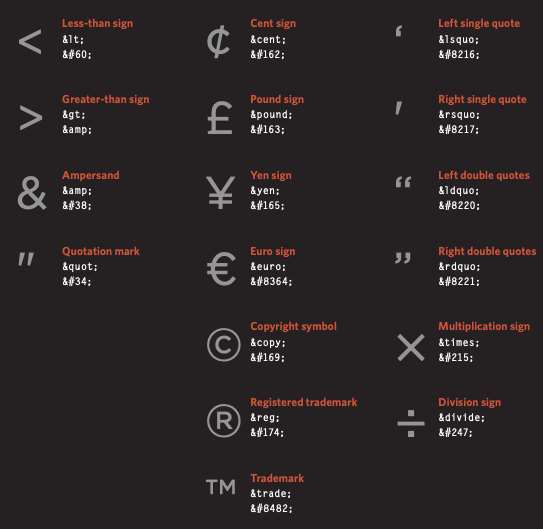 <
Less-than sign
&lt;
&#60;
>
Greater-than sign
&gt;
&amp;
&
Ampersand
&amp;
&#38;
"
Quotation mark
&quot;
&#34;
¢
Cent sign
&cent;
&#162;
£
Pound sign
&pound;
&#163;
¥
Yen sign
&yen;
&#165;
€
Euro sign
&euro;
&#8364;
©
Copyright symbol
&copy;
&#169;
®
Registered trademark
&reg;
&#174;
™
Trademark
&trade;
&#8482;
‘
Left single quote
&lsquo;
&#8216;
'
Right single quote
&rsquo;
&#8217;
“
Left double quotes
&ldquo;
&#8220;
”
Right double quotes
&rdquo;
&#8221;
×
Multiplication sign
&times;
&#215;
÷
Division sign
&divide;
&#247;